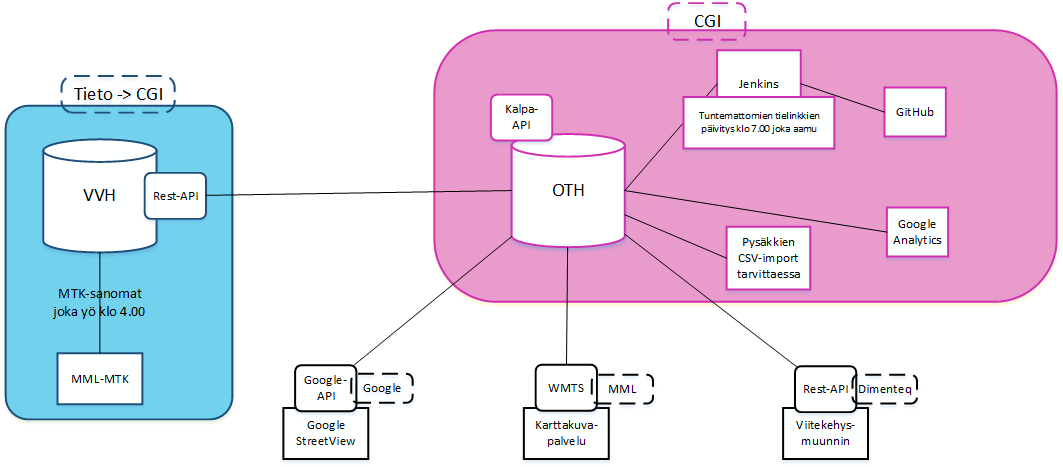 CGI
Tieto -> CGI
Jenkins
Tuntemattomien tielinkkien
päivitys klo 7.00 joka aamu
GitHub
Kalpa-
API
OTH
VVH
Rest-API
Google
Analytics
Pysäkkien
CSV-import
tarvittaessa
MTK-sanomat
joka yö klo 4.00
MML-MTK
Google-
API
Google
Google
StreetView
WMTS
MML
Karttakuva-
palvelu
Rest-API
Dimenteq
Viitekehys-
muunnin